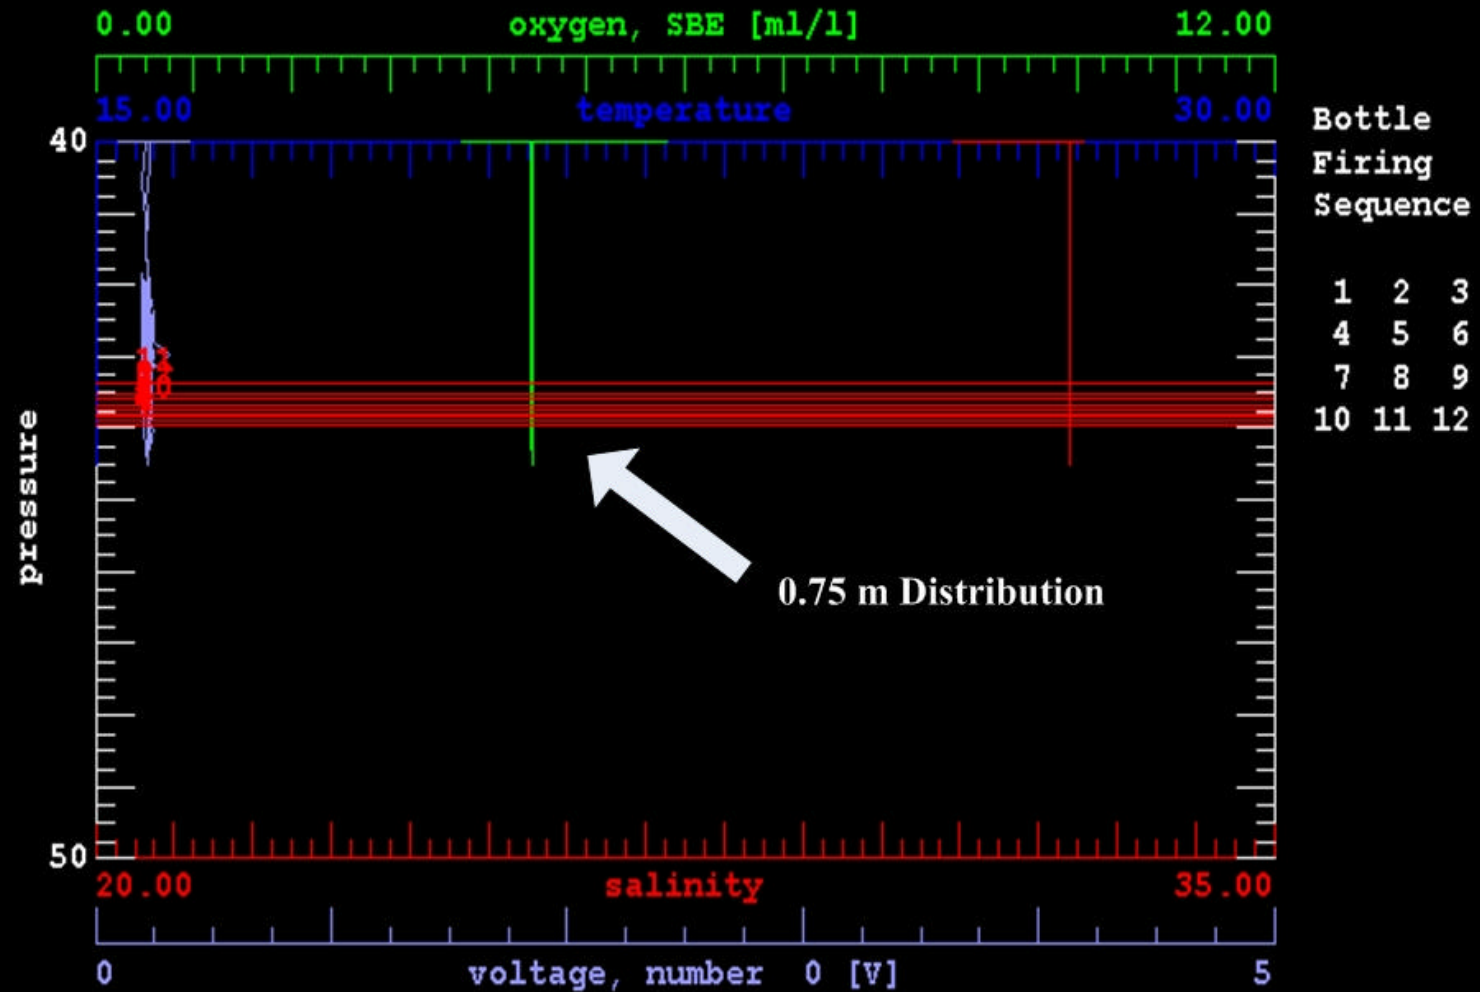 0.00 oxygen, SBE [ml/l] 12.00
15.00 temperature 30.00
40
pressure
50
20.00 salinity 35.00
0 voltage, number 0 [V] 5
0.75 m Distribution
Bottle
Firing
Sequence
1 2 3
4 5 6
7 8 9
10 11 12